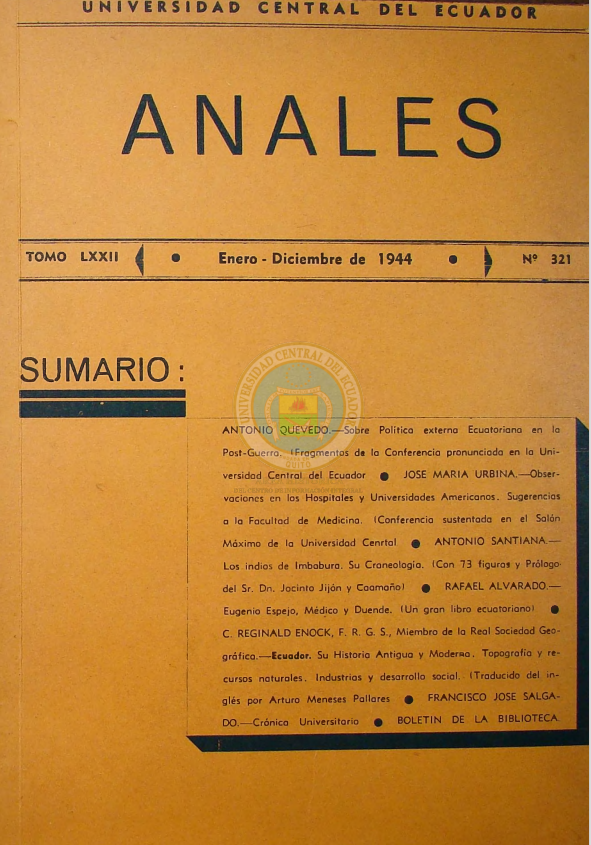 UNIVERSIDAD CENTRAL DEL ECUADOR
ANALES
TOMO LXXII
Enero - Diciembre de 1944
Nº 321
SUMARIO :
UNIVERSIDAD CENTRAL DEL ECUADOR
QUITO
ANTONIO QUEVEDO.—Sobre Política externa Ecuatoriana en la
Post-Guerra. (Fragmentos de la Conferencia pronunciada en la Uni-
versidad Central del Ecuador ● JOSE MARIA URBINA.—Obser-
vaciones en los Hospitales y Universidades Americanos. Sugerencias
a la Facultad de Medicina. (Conferencia sustentada en el Salón
Máximo de la Universidad Cenrtal ● ANTONIO SANTIANA.—
Los indios de Imbabura. Su Craneología. (Con 73 figuras y Prólogo
del Sr. Dn. Jacinto Jijón y Caamaño) ● RAFAEL ALVARADO.—
Eugenio Espejo, Médico y Duende. (Un gran libro ecuatoriano) ●
C. REGINALD ENOCK, F. R. G. S., Miembro de la Real Sociedad Geo-
gráfica.—Ecuador. Su Historia Antigua y Moderna. Topografía y re-
cursos naturales. Industrias y desarrollo social. (Traducido del in-
glés por Arturo Meneses Pallares ● FRANCISCO JOSE SALGA-
DO.—Crónica Universitaria ● BOLETIN DE LA BIBLIOTECA